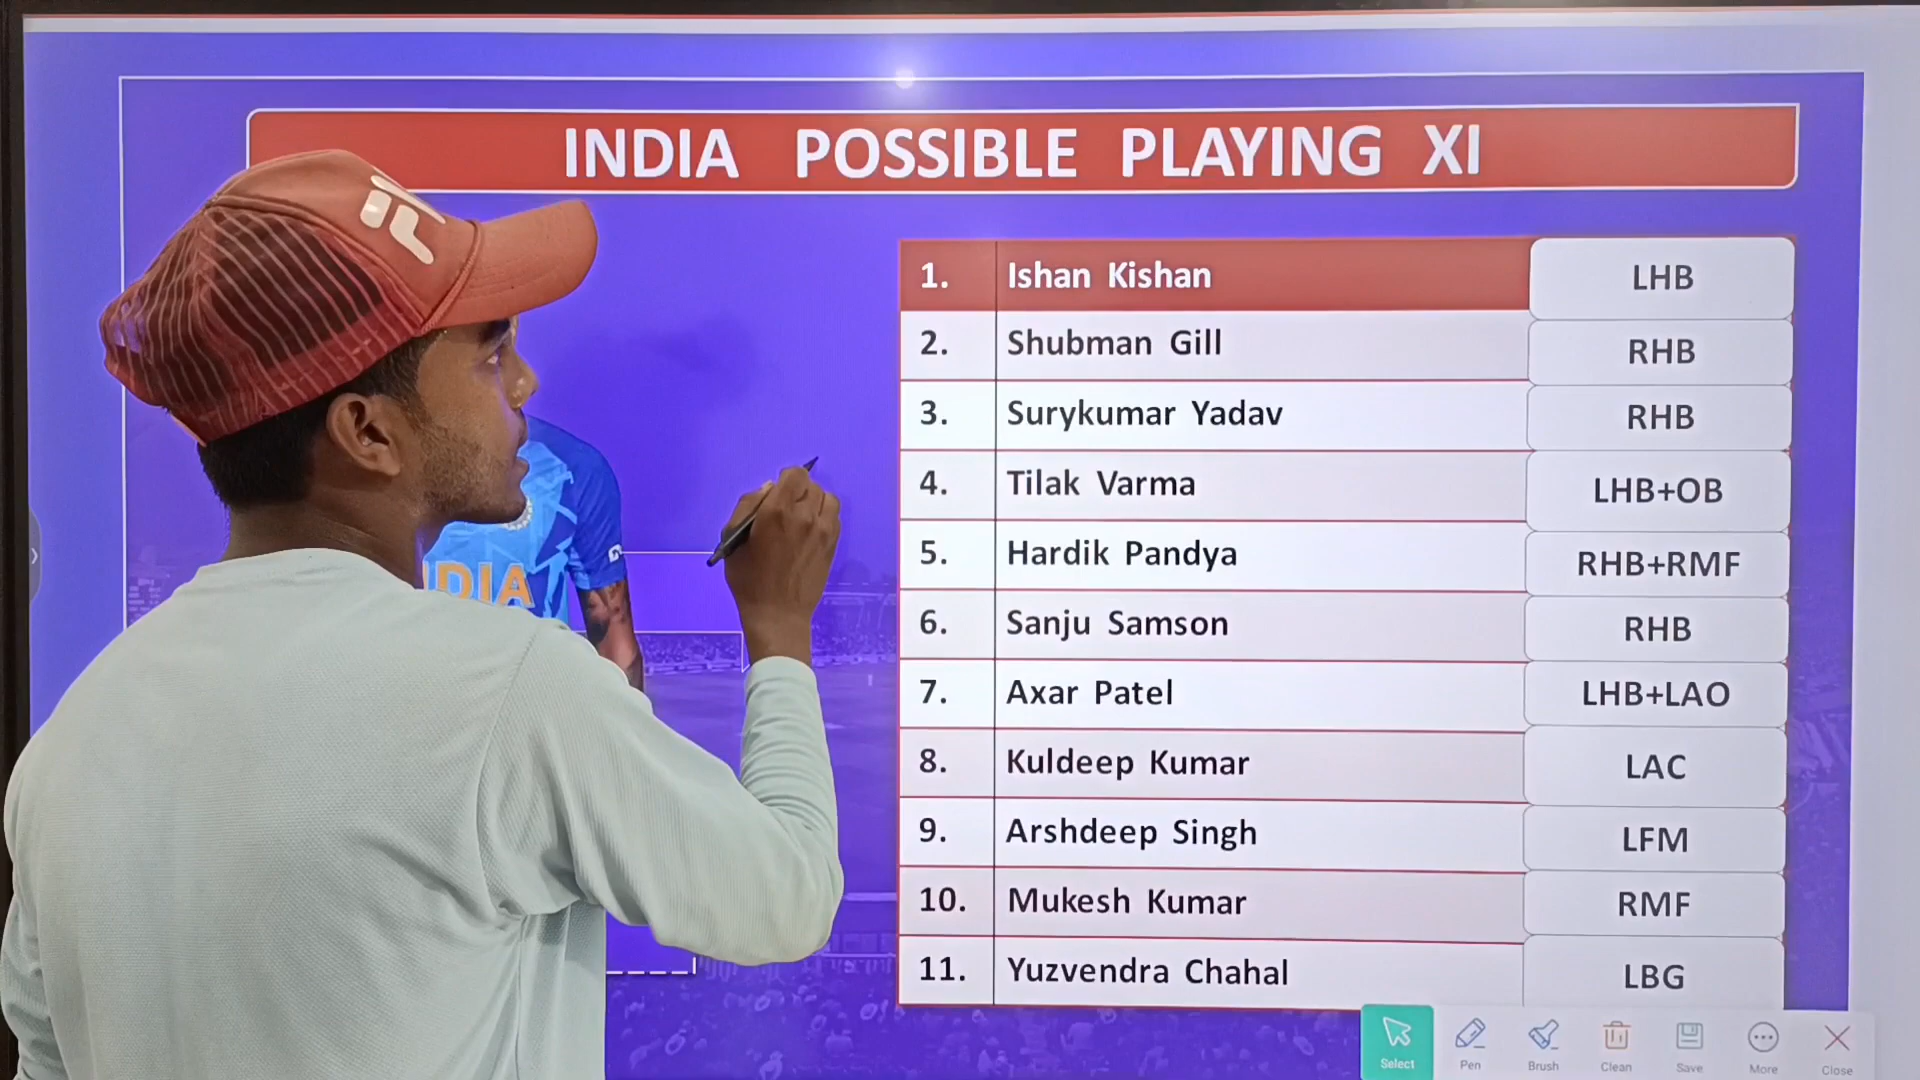 INDIA POSSIBLE PLAYING XI
1. Ishan Kishan LHB
2. Shubman Gill RHB
3. Surykumar Yadav RHB
4. Tilak Varma LHB+OB
5. Hardik Pandya RHB+RMF
6. Sanju Samson RHB
7. Axar Patel LHB+LAO
8. Kuldeep Kumar LAC
9. Arshdeep Singh LFM
10. Mukesh Kumar RMF
11. Yuzvendra Chahal LBG
Select Pen Brush Clean Save More Close